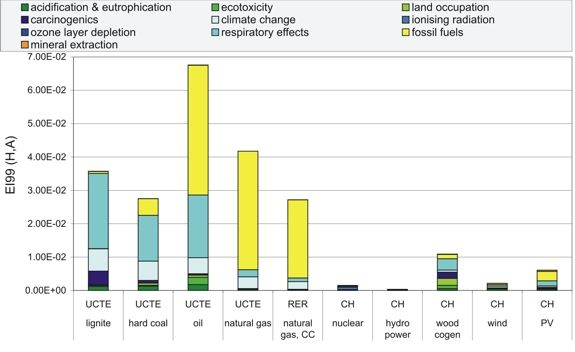 acidification & eutrophication ecotoxicity land occupation
carcinogenics climate change ionising radiation
ozone layer depletion respiratory effects fossil fuels
mineral extraction
7.00E-02
6.00E-02
5.00E-02
4.00E-02
3.00E-02
2.00E-02
1.00E-02
0.00E+00
EI99 (H,A)
UCTE UCTE UCTE UCTE RER CH CH CH CH CH
lignite hard coal oil natural gas natural nuclear hydro wood wind PV
gas, CC power cogen